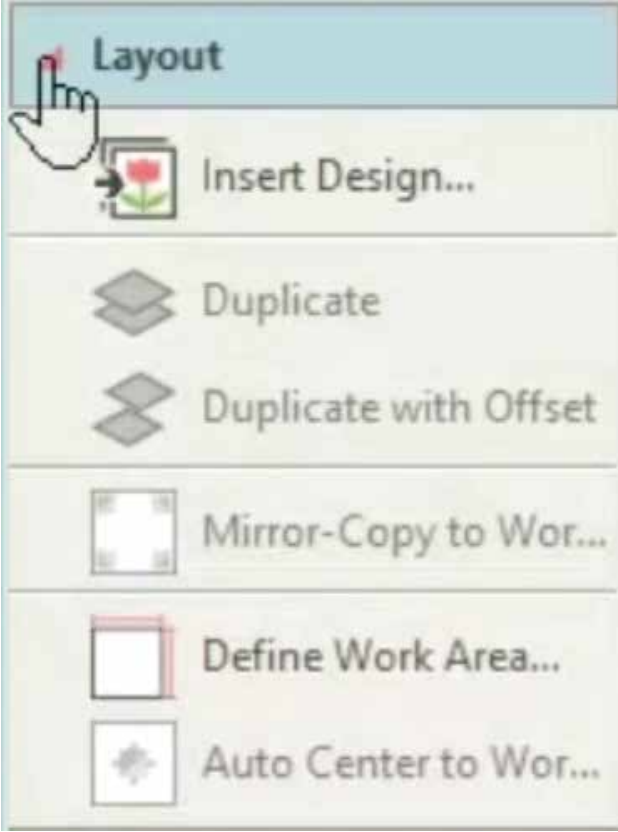 Layout
Insert Design...
Duplicate
Duplicate with Offset
Mirror-Copy to Wor...
Define Work Area...
Auto Center to Wor...